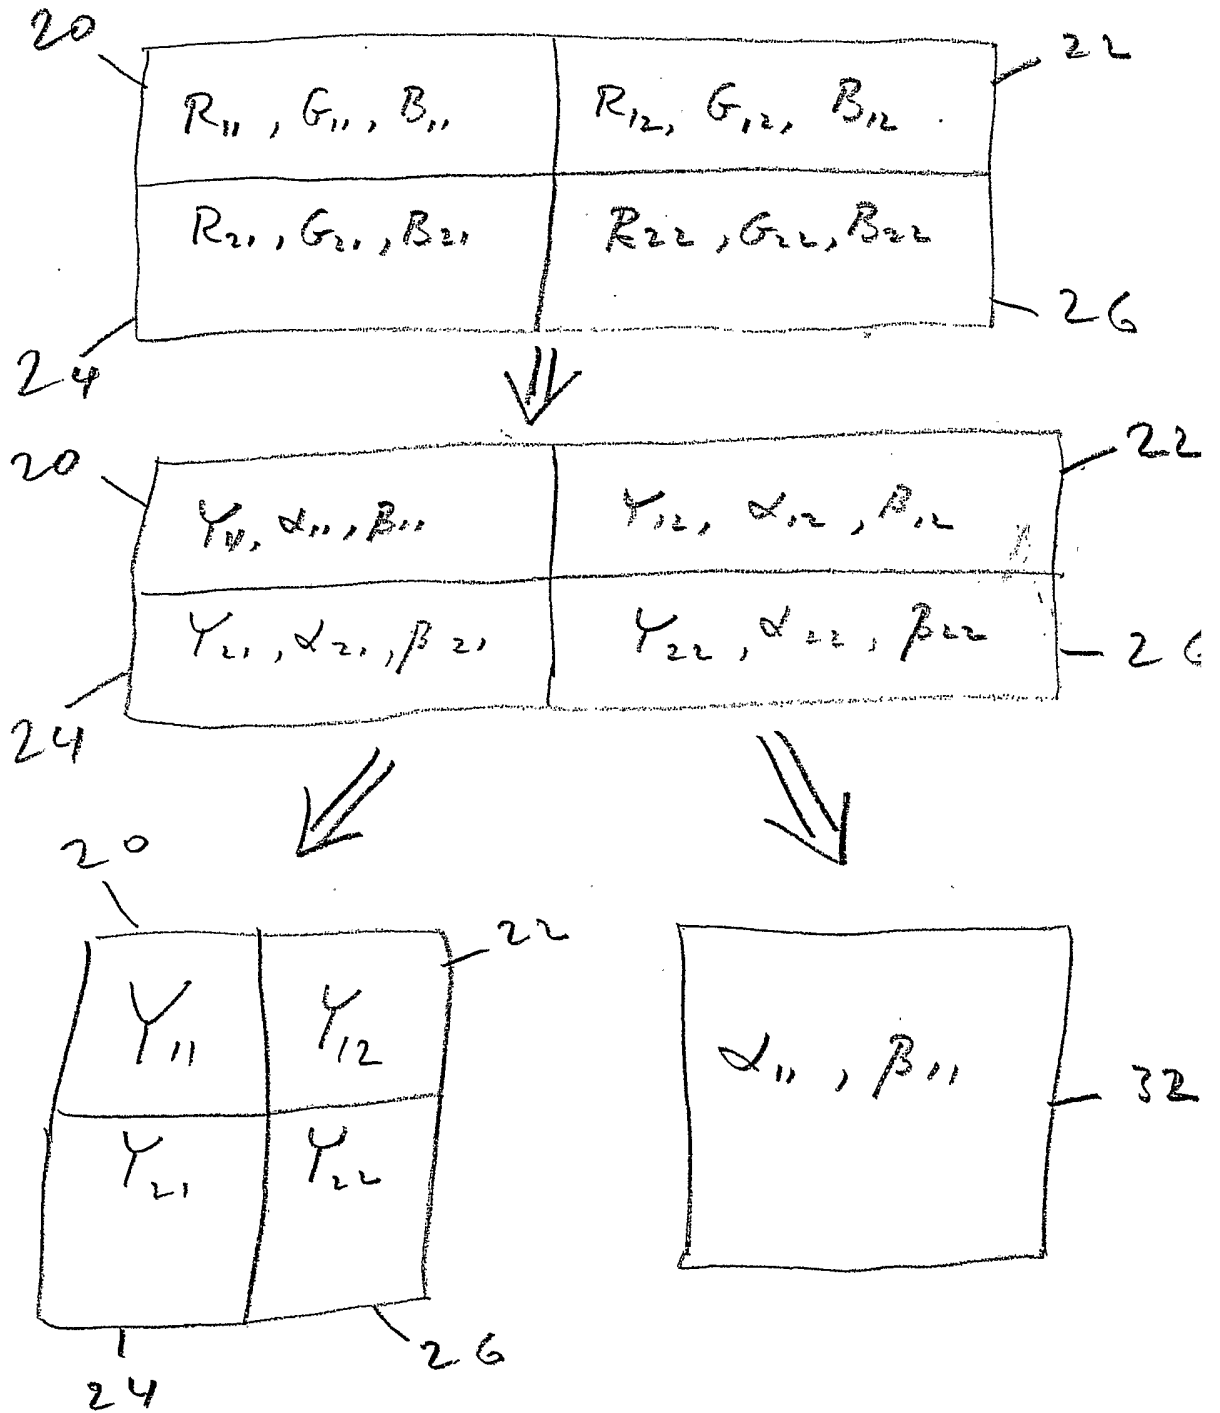 20
22
R₁₁, G₁₁, B₁₁ R₁₂, G₁₂, B₁₂
R₂₁, G₂₁, B₂₁ R₂₂, G₂₂, B₂₂
26
24
20 22
Y₁₁, α₁₁, β₁₁ Y₁₂, α₁₂, β₁₂
Y₂₁, α₂₁, β₂₁ Y₂₂, α₂₂, β₂₂
26
24
20
22
Y₁₁ Y₁₂
α₁₁, β₁₁
32
Y₂₁ Y₂₂
26
24